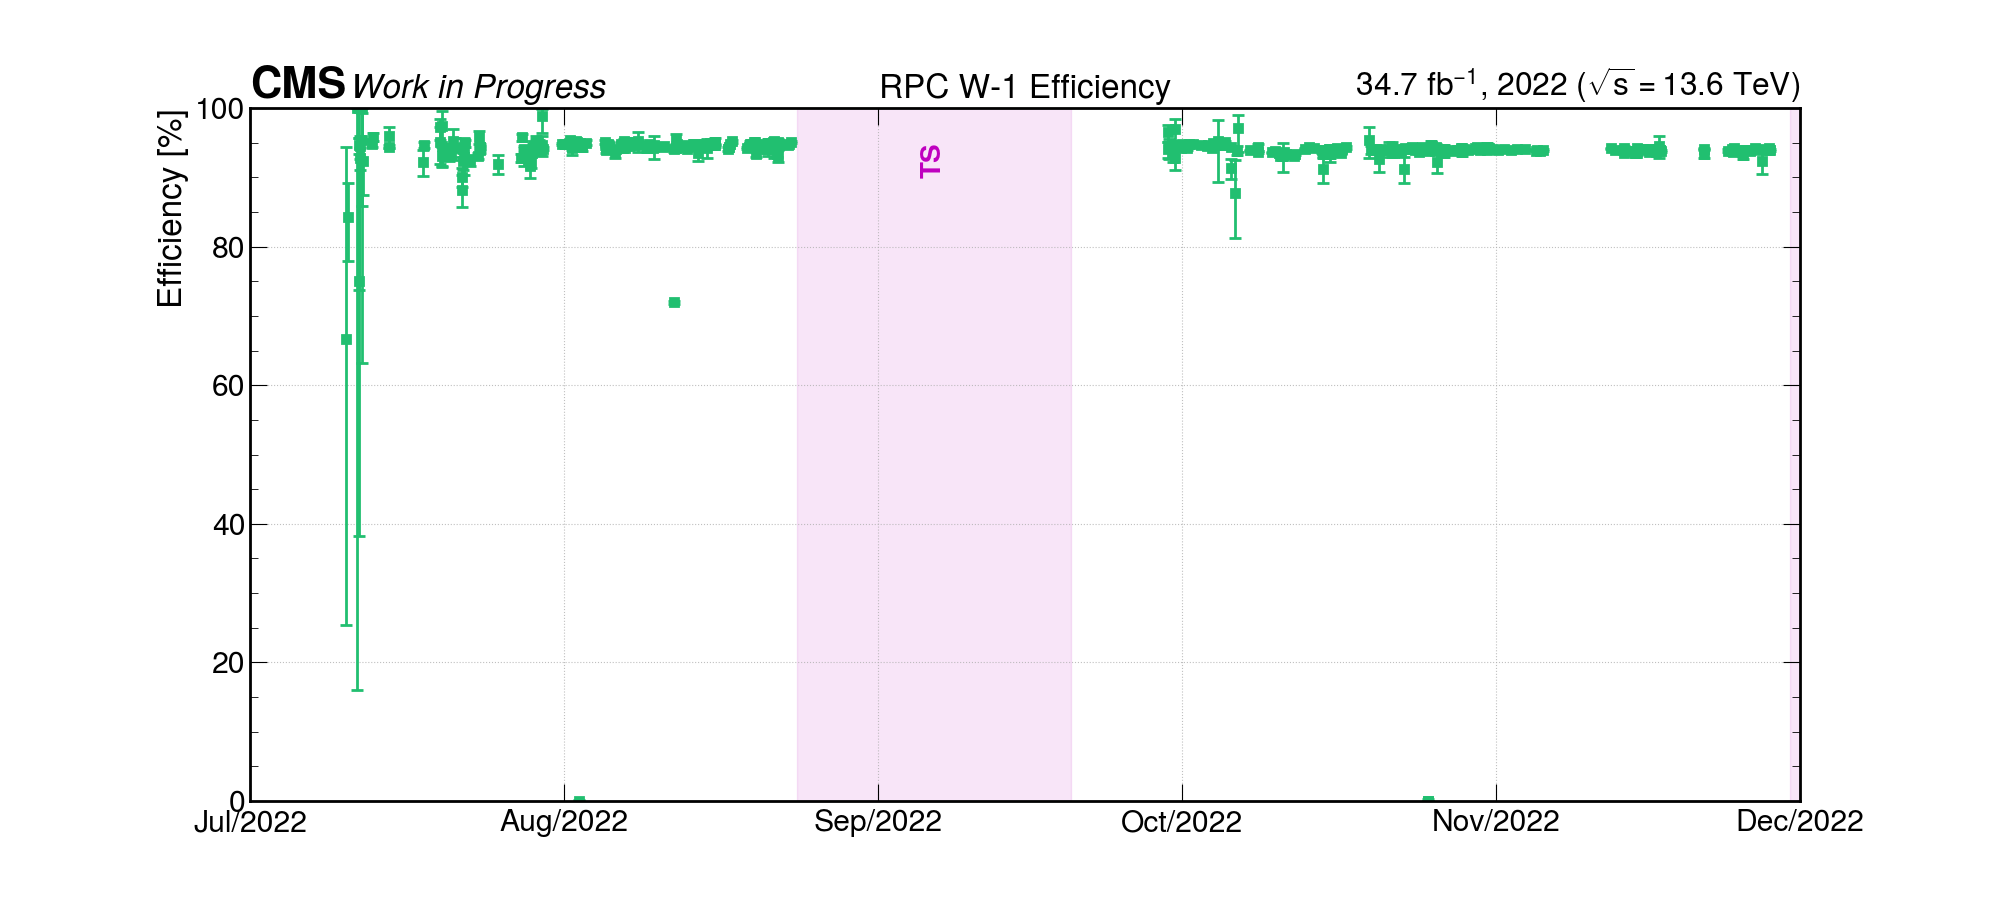 CMS Work in Progress RPC W-1 Efficiency 34.7 fb⁻¹, 2022 (√s = 13.6 TeV)
Efficiency [%]
100
80
60
40
20
0
TS
Jul/2022 Aug/2022 Sep/2022 Oct/2022 Nov/2022 Dec/2022